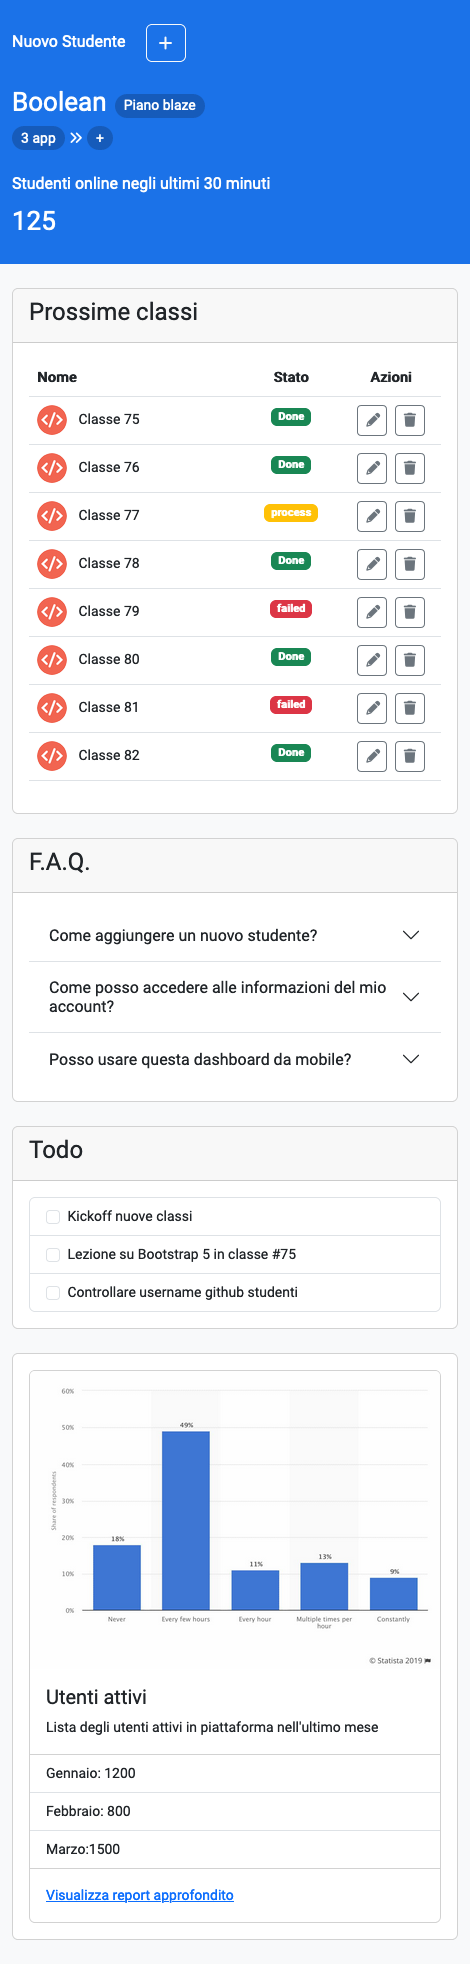 Nuovo Studente +
Boolean Piano blaze
3 app » +
Studenti online negli ultimi 30 minuti
125
Prossime classi
Nome Stato Azioni
Classe 75 Done
Classe 76 Done
Classe 77 process
Classe 78 Done
Classe 79 failed
Classe 80 Done
Classe 81 failed
Classe 82 Done
F.A.Q.
Come aggiungere un nuovo studente?
Come posso accedere alle informazioni del mio
account?
Posso usare questa dashboard da mobile?
Todo
Kickoff nuove classi
Lezione su Bootstrap 5 in classe #75
Controllare username github studenti
Share of respondents
60%
50%
40%
30%
20%
10%
0%
18%
49%
11%
13%
9%
Never
Every few hours
Every hour
Multiple times per
hour
Constantly
© Statista 2019
Utenti attivi
Lista degli utenti attivi in piattaforma nell'ultimo mese
Gennaio: 1200
Febbraio: 800
Marzo:1500
Visualizza report approfondito